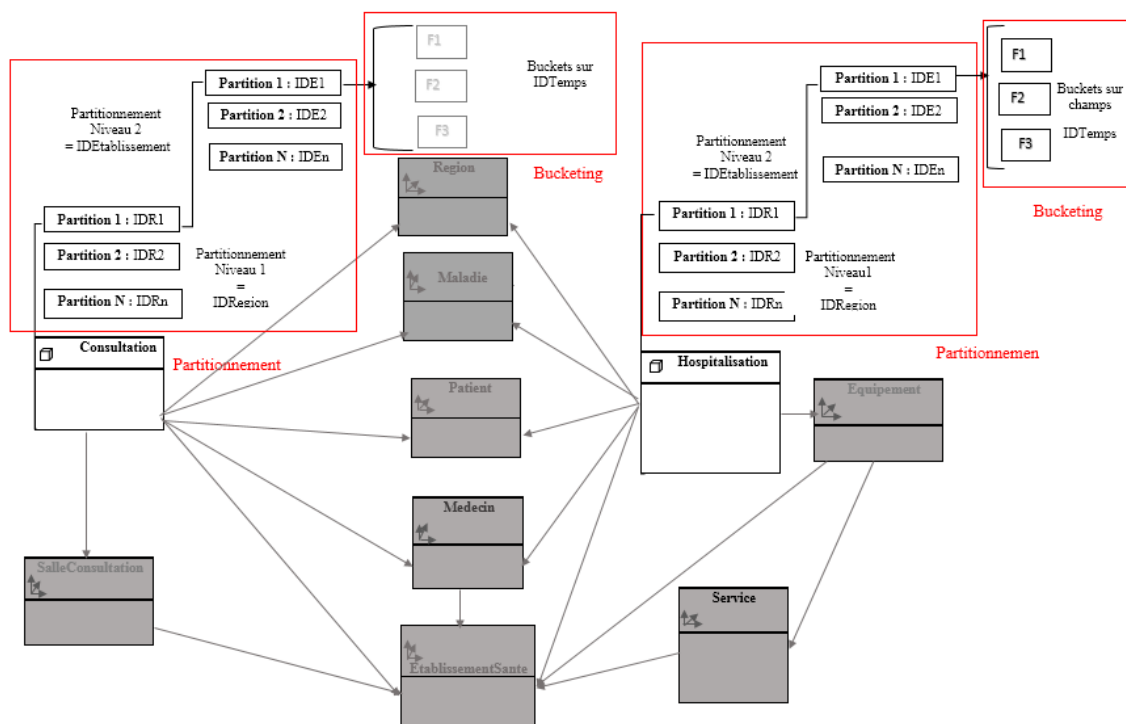 F1
F2
F3
Buckets sur
IDTemps
Bucketing
Partition 1 : IDE1
Partition 2 : IDE2
Partition N : IDEn
Partitionnement
Niveau 2
= IDEtablissement
Partition 1 : IDR1
Partition 2 : IDR2
Partition N : IDRn
Partitionnement
Niveau 1
=
IDRegion
Partitionnement
F1
F2
F3
Buckets sur
champs
IDTemps
Bucketing
Partition 1 : IDE1
Partition 2 : IDE2
Partition N : IDEn
Partitionnement
Niveau 2
= IDEtablissement
Partition 1 : IDR1
Partition 2 : IDR2
Partition N : IDRn
Partitionnement
Niveau1
=
IDRegion
Partitionnemen
Region
Maladie
Consultation
Hospitalisation
Patient
Equipement
Medecin
SalleConsultation
Service
EtablissementSante